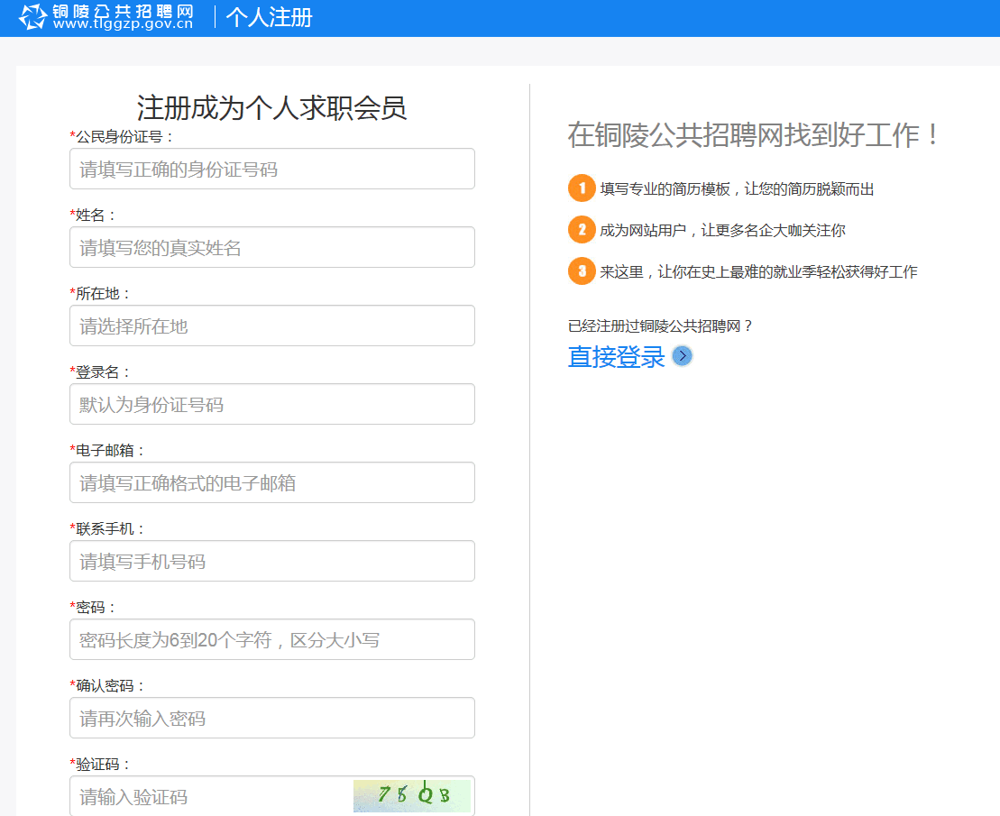 铜陵公共招聘网
www.tlggzp.gov.cn
个人注册
注册成为个人求职会员
*公民身份证号：
请填写正确的身份证号码
*姓名：
请填写您的真实姓名
*所在地：
请选择所在地
*登录名：
默认为身份证号码
*电子邮箱：
请填写正确格式的电子邮箱
*联系手机：
请填写手机号码
*密码：
密码长度为6到20个字符，区分大小写
*确认密码：
请再次输入密码
*验证码：
请输入验证码
在铜陵公共招聘网找到好工作！
1 填写专业的简历模板，让您的简历脱颖而出
2 成为网站用户，让更多名企大咖关注你
3 来这里，让你在史上最难的就业季轻松获得好工作
已经注册过铜陵公共招聘网？
直接登录